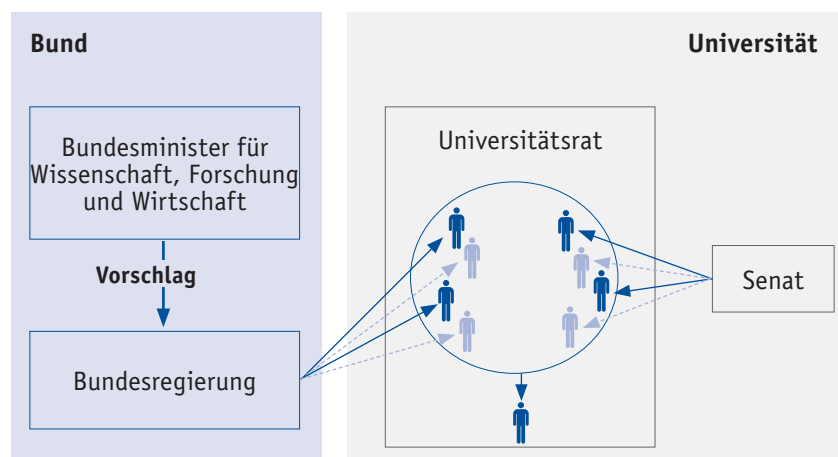 Bund
Bundesminister für
Wissenschaft, Forschung
und Wirtschaft
Vorschlag
Bundesregierung
Universität
Universitätsrat
Senat